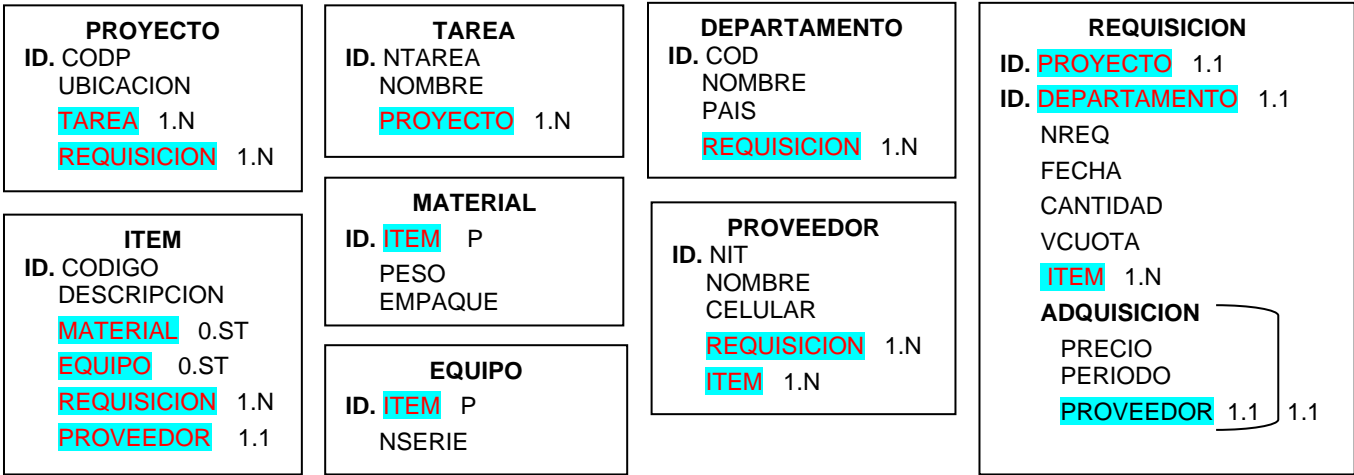 PROYECTO
ID. CODP
UBICACION
TAREA 1.N
REQUISICION 1.N
TAREA
ID. NTAREA
NOMBRE
PROYECTO 1.N
DEPARTAMENTO
ID. COD
NOMBRE
PAIS
REQUISICION 1.N
REQUISICION
ID. PROYECTO 1.1
ID. DEPARTAMENTO 1.1
NREQ
FECHA
CANTIDAD
VCUOTA
ITEM 1.N
ADQUISICION
PRECIO
PERIODO
PROVEEDOR 1.1 1.1
ITEM
ID. CODIGO
DESCRIPCION
MATERIAL 0.ST
EQUIPO 0.ST
REQUISICION 1.N
PROVEEDOR 1.1
MATERIAL
ID. ITEM P
PESO
EMPAQUE
EQUIPO
ID. ITEM P
NSERIE
PROVEEDOR
ID. NIT
NOMBRE
CELULAR
REQUISICION 1.N
ITEM 1.N